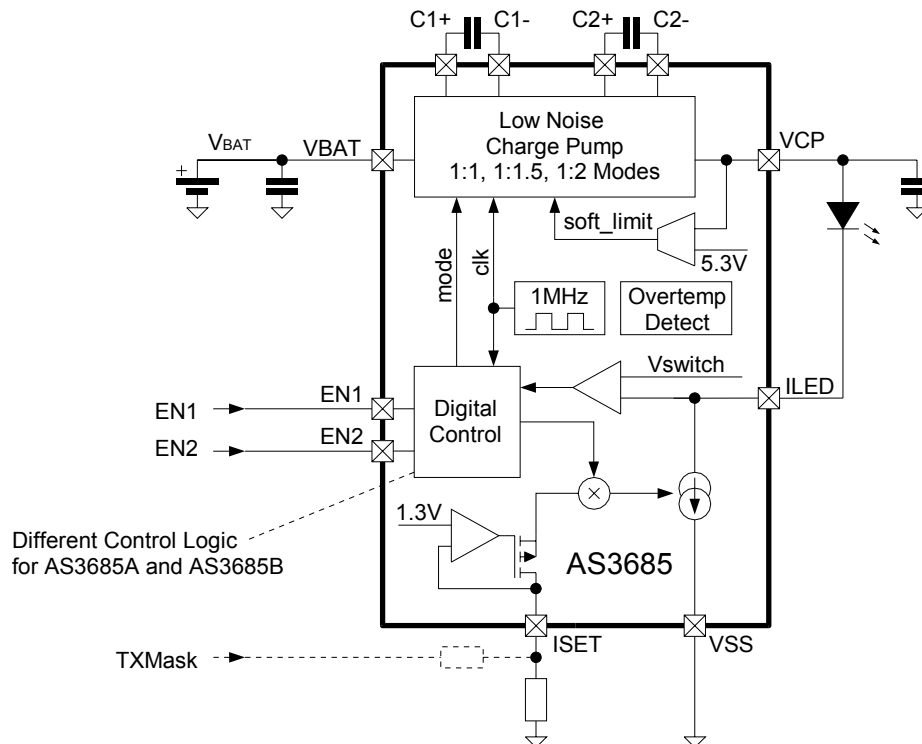 C1+ C1- C2+ C2-
Low Noise
Charge Pump
1:1, 1:1.5, 1:2 Modes
VBAT VBAT
VCP
soft_limit
5.3V
mode
clk
1MHz
Overtemp
Detect
Vswitch
ILED
EN1 EN1
EN2 EN2
Digital
Control
1.3V
Different Control Logic
for AS3685A and AS3685B
AS3685
ISET
VSS
TXMask